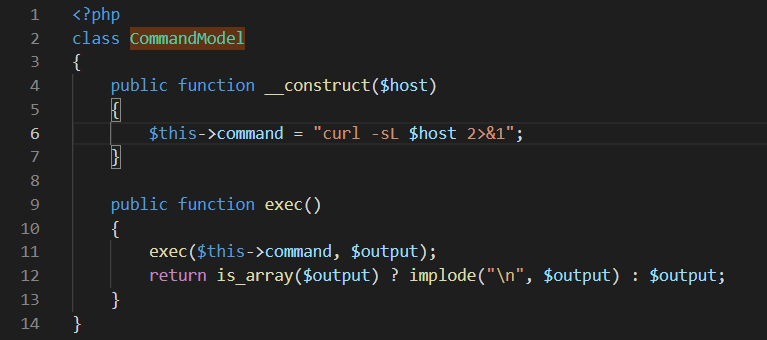 1 <?php
2 class CommandModel
3 {
4     public function __construct($host)
5     {
6         $this->command = "curl -sL $host 2>&1";
7     }
8
9     public function exec()
10     {
11         exec($this->command, $output);
12         return is_array($output) ? implode("\n", $output) : $output;
13     }
14 }